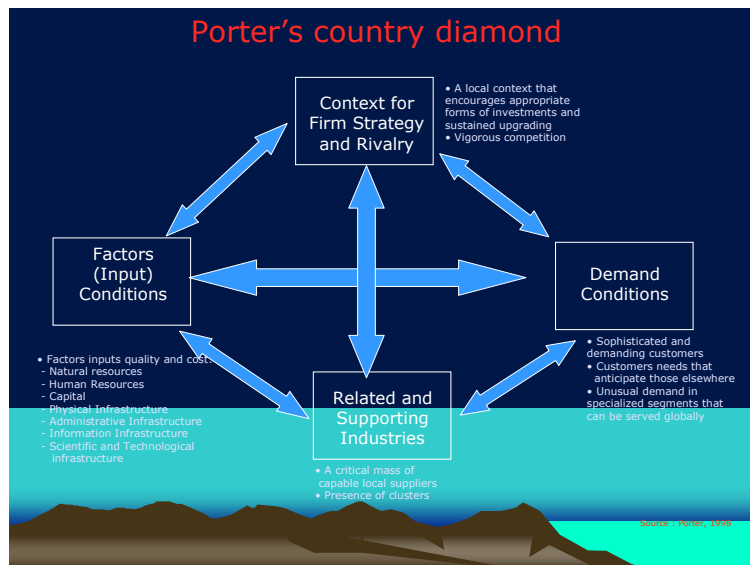 Porter's country diamond
Context for
Firm Strategy
and Rivalry
• A local context that
encourages appropriate
forms of investments and
sustained upgrading
• Vigorous competition
Factors
(Input)
Conditions
Demand
Conditions
• Factors inputs quality and cost:
- Natural resources
- Human Resources
- Capital
- Physical Infrastructure
- Administrative Infrastructure
- Information Infrastructure
- Scientific and Technological
infrastructure
Related and
Supporting
Industries
• A critical mass of
capable local suppliers
• Presence of clusters
• Sophisticated and
demanding customers
• Customers needs that
anticipate those elsewhere
• Unusual demand in
specialized segments that
can be served globally
Source : Porter, 1998